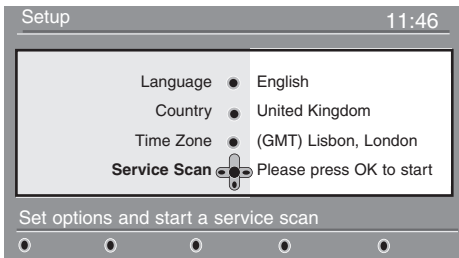 Setup 11:46
Language English
Country United Kingdom
Time Zone (GMT) Lisbon, London
Service Scan Please press OK to start
Set options and start a service scan